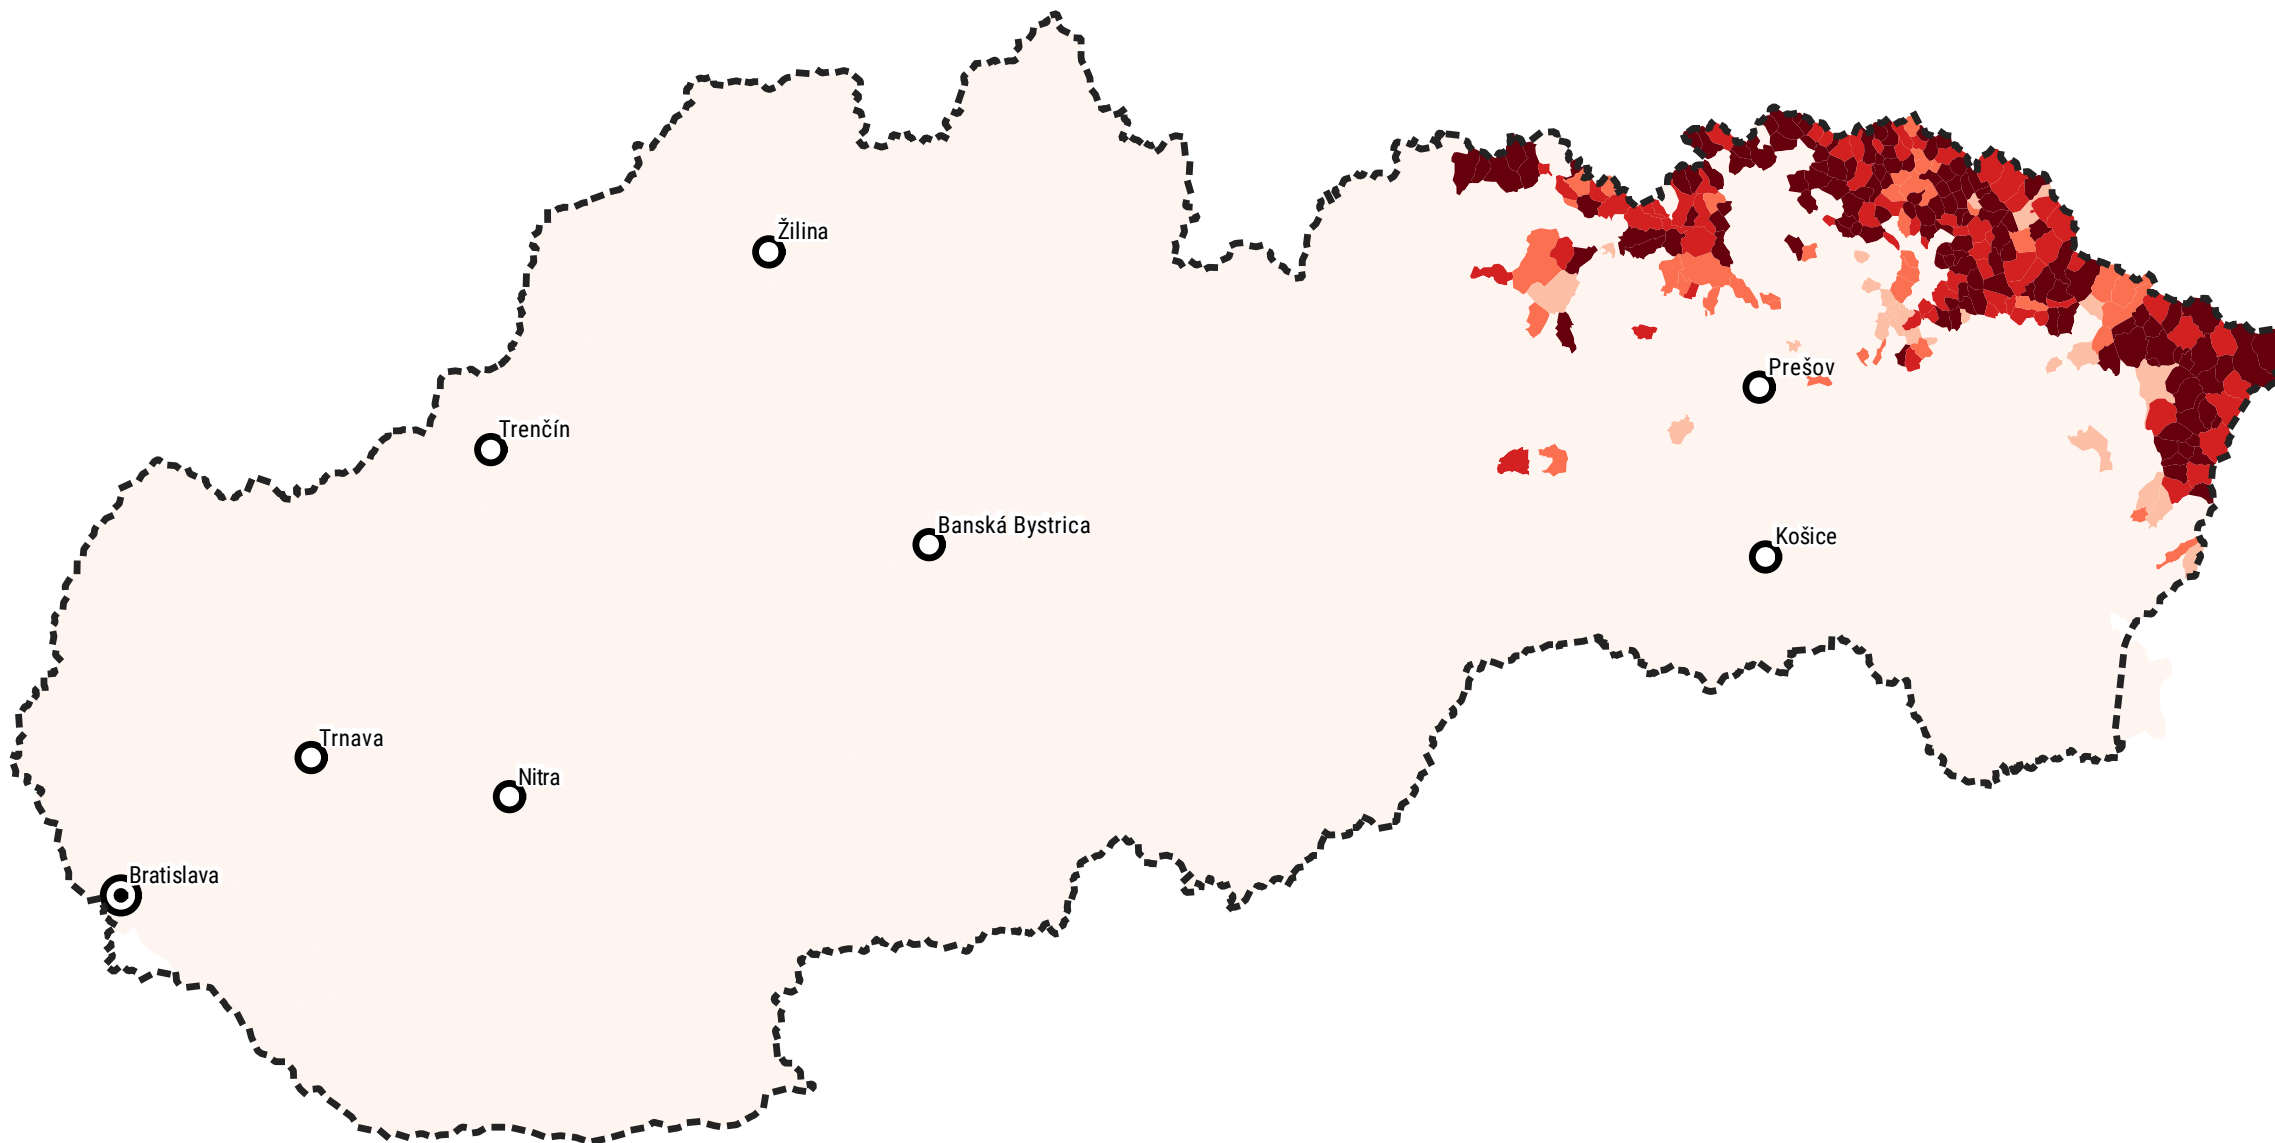 Žilina
Prešov
Trenčín
Banská Bystrica
Košice
Trnava
Nitra
Bratislava